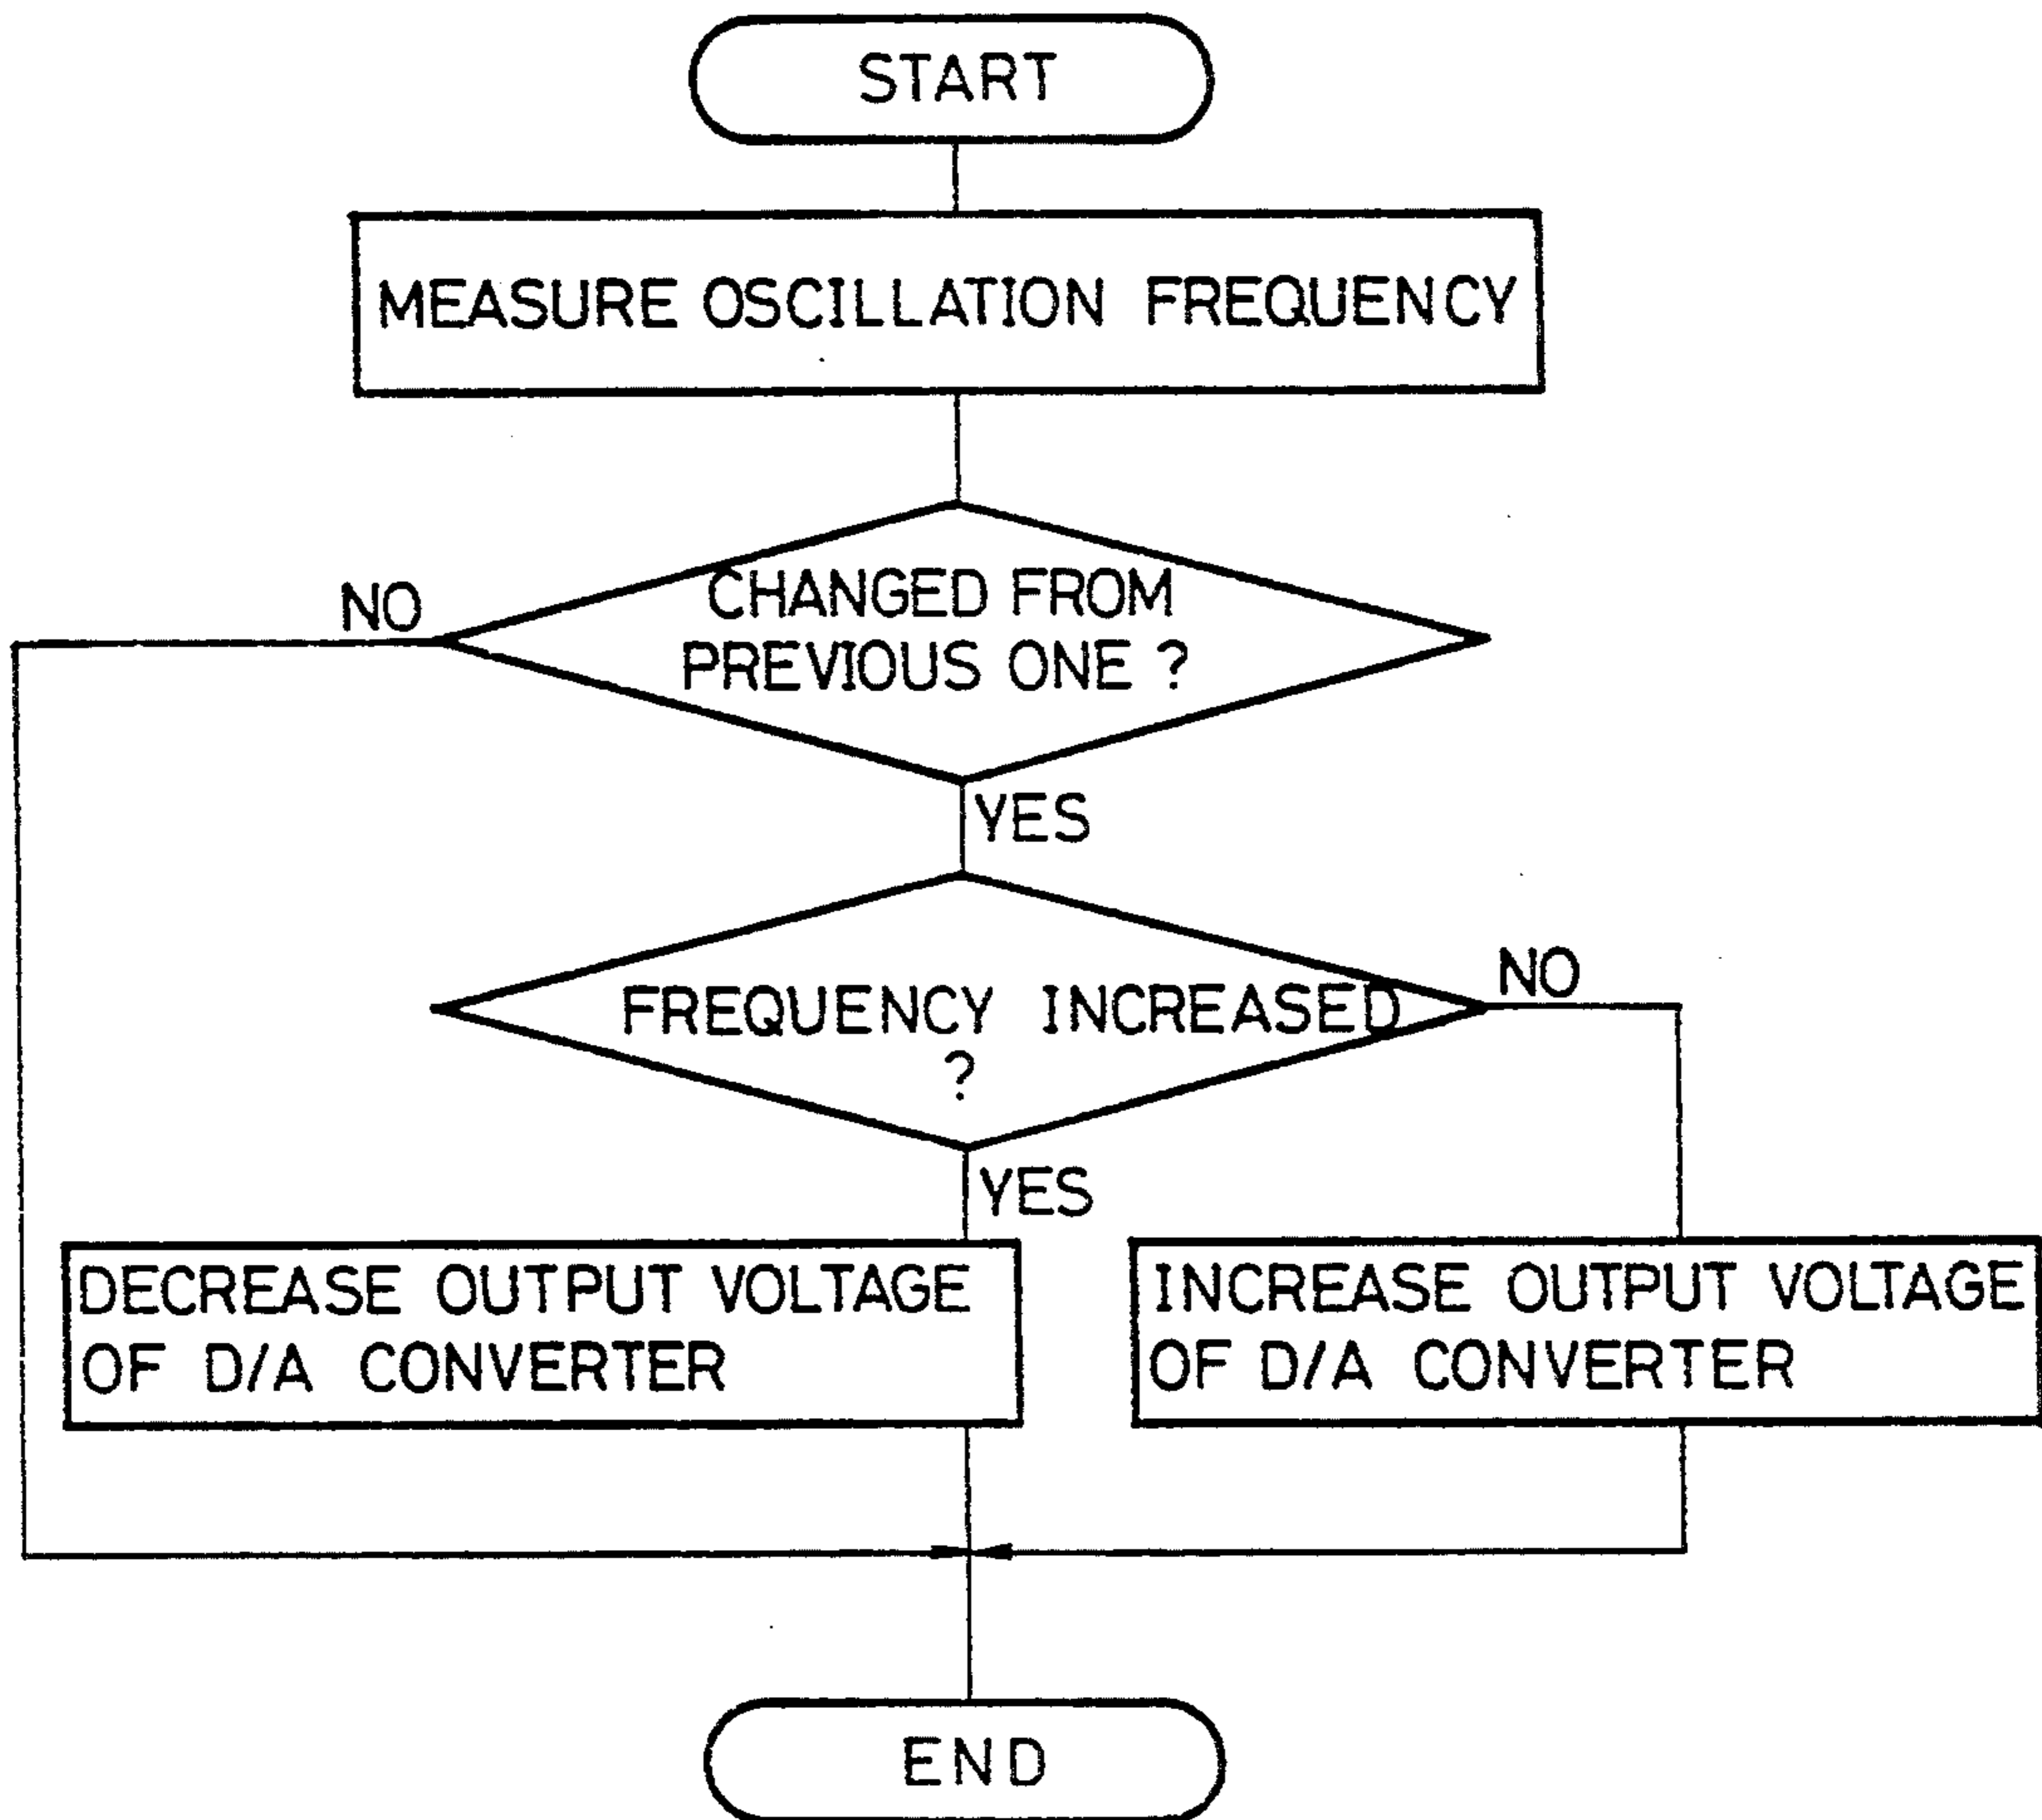 START
MEASURE OSCILLATION FREQUENCY
NO
CHANGED FROM
PREVIOUS ONE ?
YES
FREQUENCY INCREASED
?
NO
YES
DECREASE OUTPUT VOLTAGE
OF D/A CONVERTER
INCREASE OUTPUT VOLTAGE
OF D/A CONVERTER
END